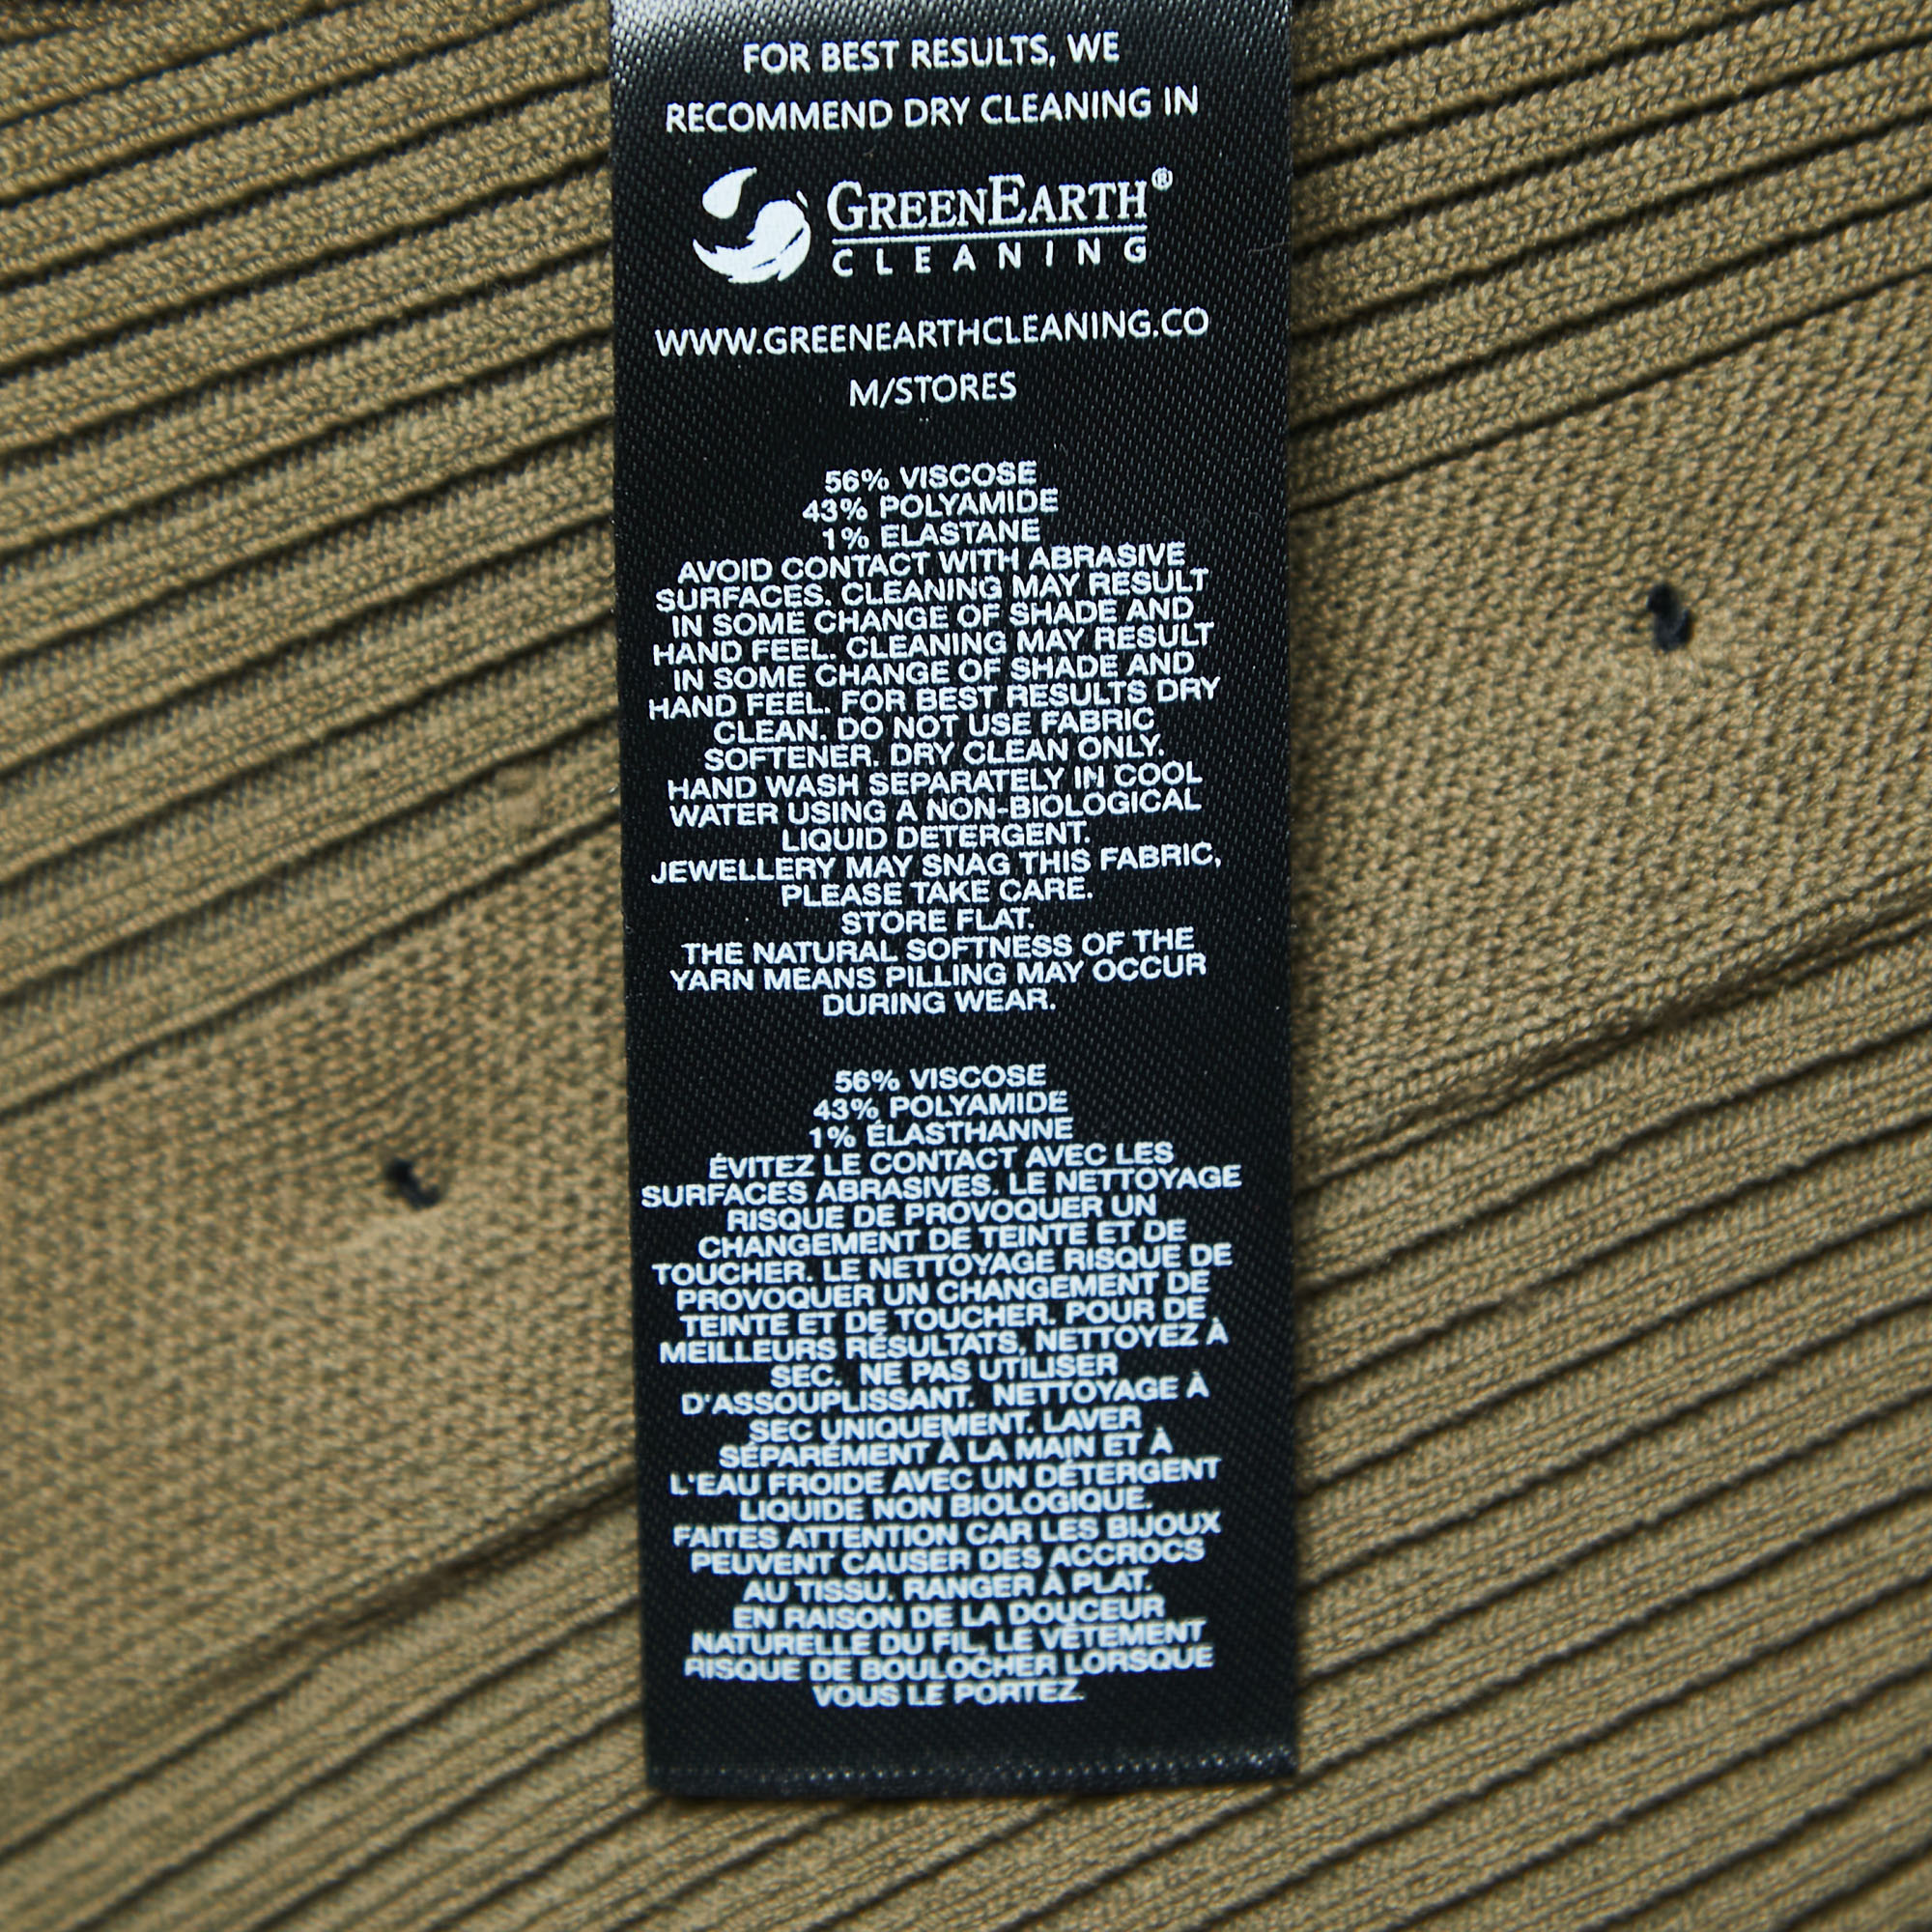 FOR BEST RESULTS, WE
RECOMMEND DRY CLEANING IN
GREENEARTH®
CLEANING
WWW.GREENEARTHCLEANING.CO
M/STORES
56% VISCOSE
43% POLYAMIDE
1% ELASTANE
AVOID CONTACT WITH ABRASIVE
SURFACES. CLEANING MAY RESULT
IN SOME CHANGE OF SHADE AND
HAND FEEL. CLEANING MAY RESULT
IN SOME CHANGE OF SHADE AND
HAND FEEL. FOR BEST RESULTS DRY
CLEAN. DO NOT USE FABRIC
SOFTENER. DRY CLEAN ONLY.
HAND WASH SEPARATELY IN COOL
WATER USING A NON-BIOLOGICAL
LIQUID DETERGENT.
JEWELLERY MAY SNAG THIS FABRIC,
PLEASE TAKE CARE.
STORE FLAT.
THE NATURAL SOFTNESS OF THE
YARN MEANS PILLING MAY OCCUR
DURING WEAR.
56% VISCOSE
43% POLYAMIDE
1% ÉLASTHANNE
ÉVITEZ LE CONTACT AVEC LES
SURFACES ABRASIVES. LE NETTOYAGE
RISQUE DE PROVOQUER UN
CHANGEMENT DE TEINTE ET DE
TOUCHER. LE NETTOYAGE RISQUE DE
PROVOQUER UN CHANGEMENT DE
TEINTE ET DE TOUCHER. POUR DE
MEILLEURS RÉSULTATS, NETTOYEZ À
SEC. NE PAS UTILISER
D'ASSOUPLISSANT. NETTOYAGE À
SEC UNIQUEMENT. LAVER
SÉPARÉMENT À LA MAIN ET À
L'EAU FROIDE AVEC UN DÉTERGENT
LIQUIDE NON BIOLOGIQUE.
FAITES ATTENTION CAR LES BIJOUX
PEUVENT CAUSER DES ACCROCS
AU TISSU. RANGER À PLAT.
EN RAISON DE LA DOUCEUR
NATURELLE DU FIL, LE VÊTEMENT
RISQUE DE BOULOCHER LORSQUE
VOUS LE PORTEZ.